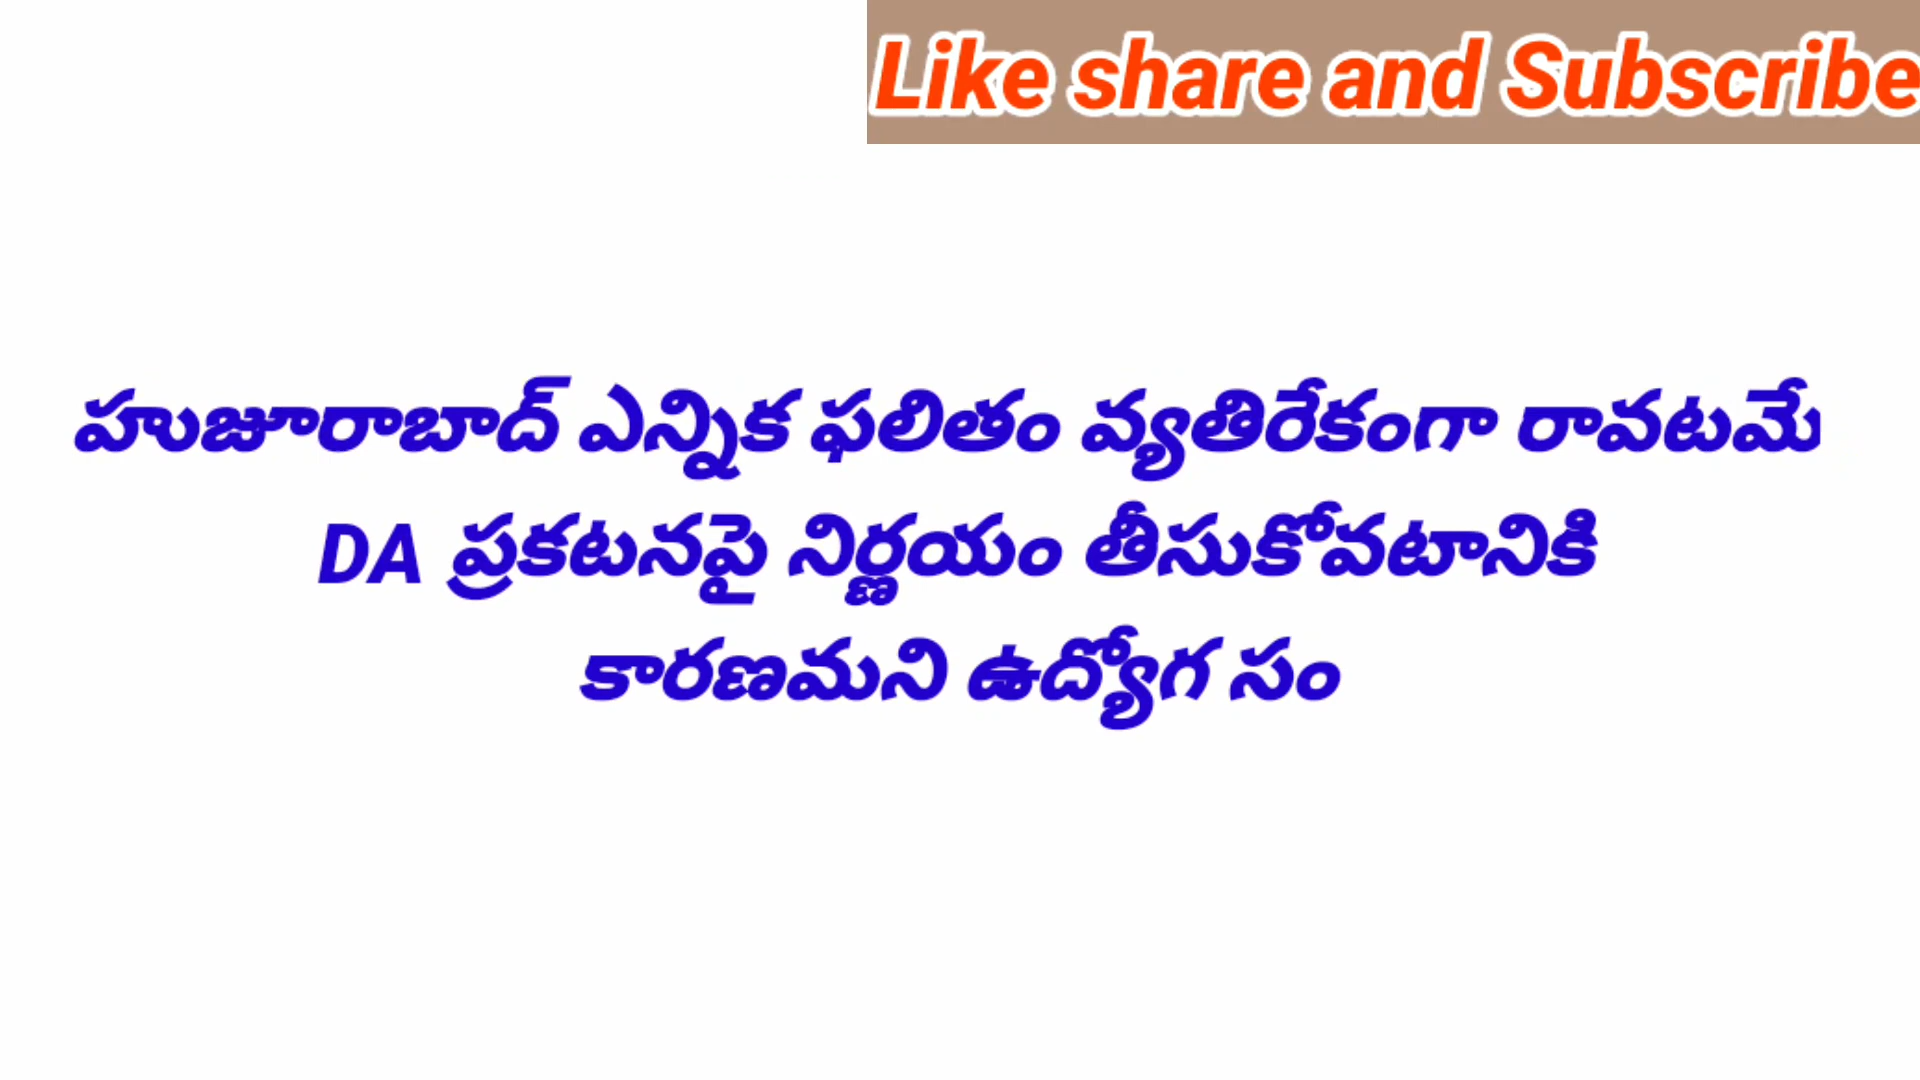 Like share and Subscribe
హుజూరాబాద్ ఎన్నిక ఫలితం వ్యతిరేకంగా రావటమే
DA ప్రకటనపై నిర్ణయం తీసుకోవటానికి
కారణమని ఉద్యోగ సం